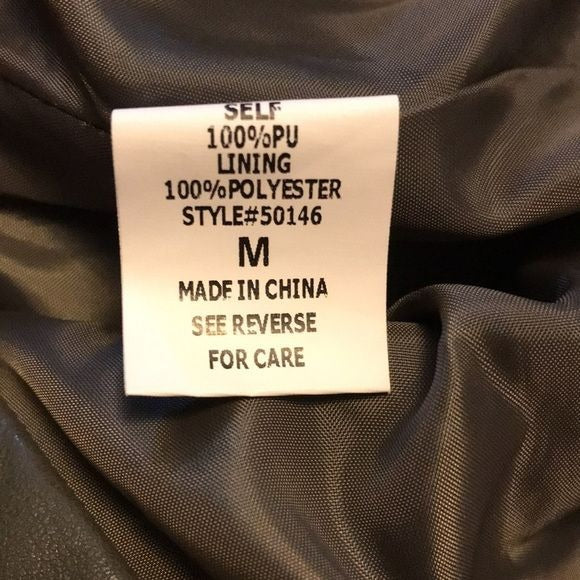 SELF
100%PU
LINING
100%POLYESTER
STYLE#50146
M
MADE IN CHINA
SEE REVERSE
FOR CARE